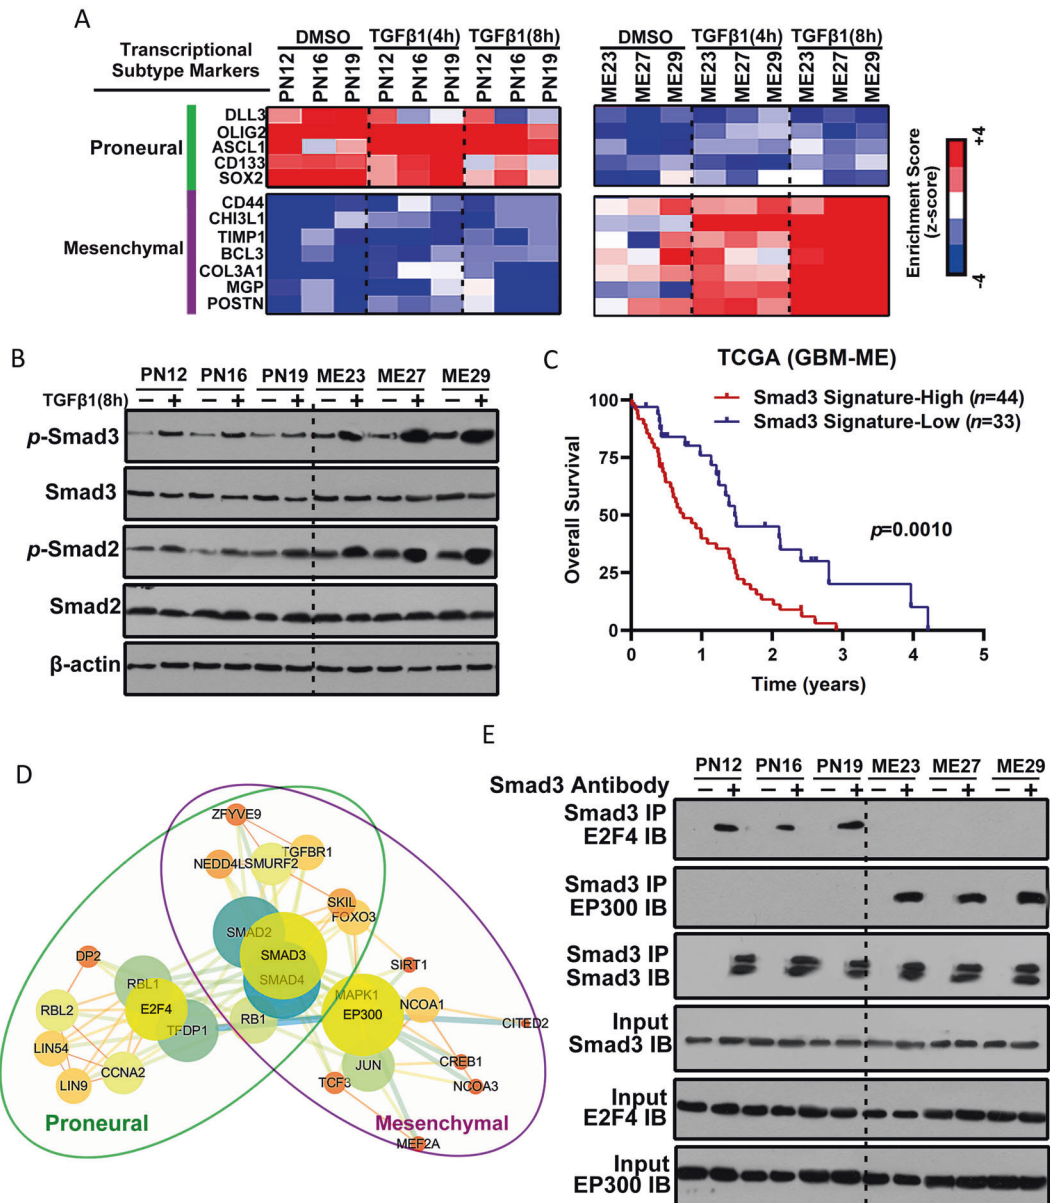 A
Transcriptional
Subtype Markers
DMSO TGFβ1(4h) TGFβ1(8h)
PN12 PN16 PN19 PN12 PN16 PN19 PN12 PN16 PN19
DMSO TGFβ1(4h) TGFβ1(8h)
ME23 ME27 ME29 ME23 ME27 ME29 ME23 ME27 ME29
Proneural
DLL3
OLIG2
ASCL1
CD133
SOX2
Mesenchymal
CD44
CHI3L1
TIMP1
BCL3
COL3A1
MGP
POSTN
Enrichment Score
(z-score)
+4
-4
B
PN12 PN16 PN19 ME23 ME27 ME29
TGFβ1(8h) − + − + − + − + − + − +
p-Smad3
Smad3
p-Smad2
Smad2
β-actin
C
TCGA (GBM-ME)
Smad3 Signature-High (n=44)
Smad3 Signature-Low (n=33)
p=0.0010
Overall Survival
100
75
50
25
0
0 1 2 3 4 5
Time (years)
D
ZFYVE9
NEDD4L SMURF2 TGFBR1
SKIL
FOXO3
SMAD2
SMAD3
SMAD4
SIRT1
DP2
RBL1
MAPK1
NCOA1
RBL2
E2F4
EP300
RB1
TFDP1
CITED2
LIN54
CCNA2
JUN
CREB1
LIN9
TCF3
NCOA3
Proneural
Mesenchymal
MEF2A
E
PN12 PN16 PN19 ME23 ME27 ME29
Smad3 Antibody − + − + − + − + − + − +
Smad3 IP
E2F4 IB
Smad3 IP
EP300 IB
Smad3 IP
Smad3 IB
Input
Smad3 IB
Input
E2F4 IB
Input
EP300 IB